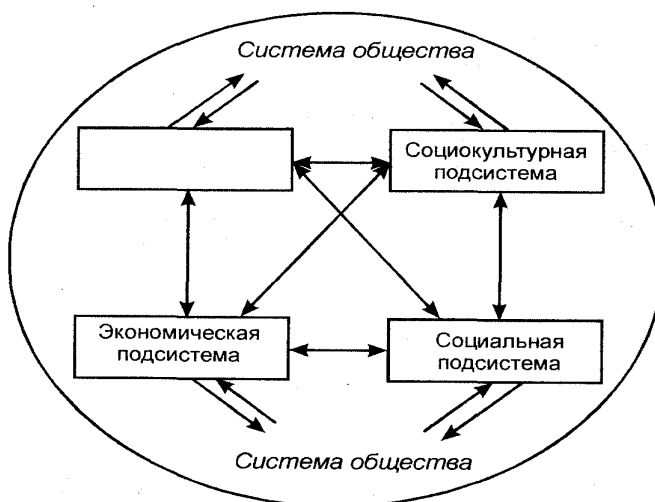 Система общества
Социокультурная
подсистема
Экономическая
подсистема
Социальная
подсистема
Система общества